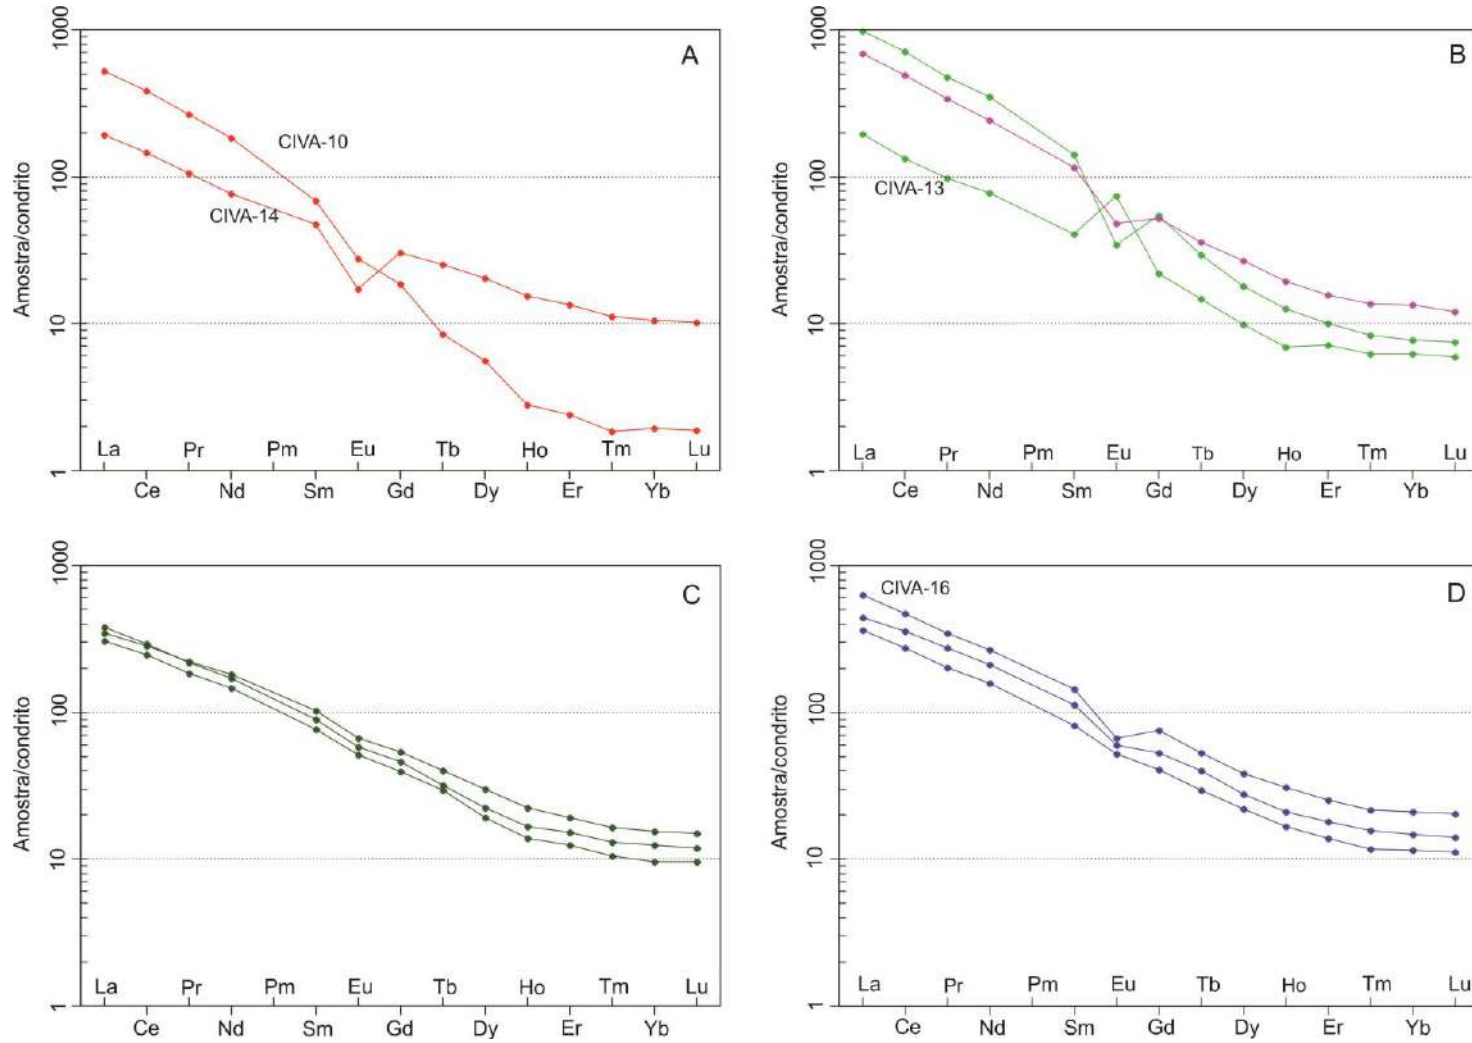 1000
100
10
1
Amostra/condrito
A
CIVA-10
CIVA-14
La Pr Pm Eu Tb Ho Tm Lu
Ce Nd Sm Gd Dy Er Yb
1000
100
10
1
Amostra/condrito
B
CIVA-13
La Pr Pm Eu Tb Ho Tm Lu
Ce Nd Sm Gd Dy Er Yb
1000
100
10
1
Amostra/condrito
C
La Pr Pm Eu Tb Ho Tm Lu
Ce Nd Sm Gd Dy Er Yb
1000
100
10
1
Amostra/condrito
D
CIVA-16
La Pr Pm Eu Tb Ho Tm Lu
Ce Nd Sm Gd Dy Er Yb